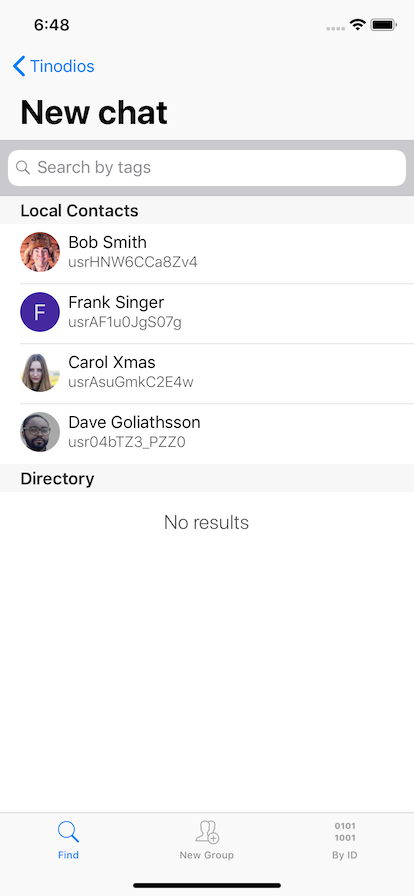 6:48
Tinodios
New chat
Search by tags
Local Contacts
Bob Smith
usrHNW6CCa8Zv4
F
Frank Singer
usrAF1u0JgS07g
Carol Xmas
usrAsuGmkC2E4w
Dave Goliathsson
usr04bTZ3_PZZ0
Directory
No results
0101
1001
Find
New Group
By ID